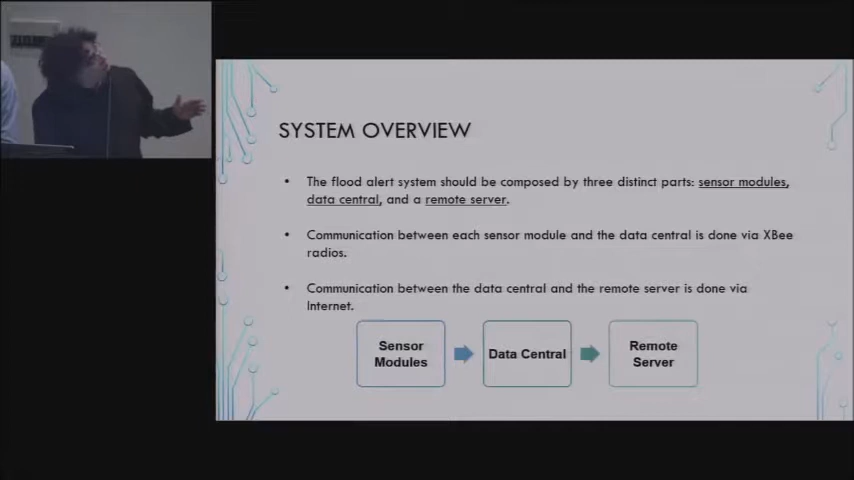 SYSTEM OVERVIEW
• The flood alert system should be composed by three distinct parts: sensor modules,
data central, and a remote server.
• Communication between each sensor module and the data central is done via XBee
radios.
• Communication between the data central and the remote server is done via
Internet.
Sensor
Modules
Data Central
Remote
Server